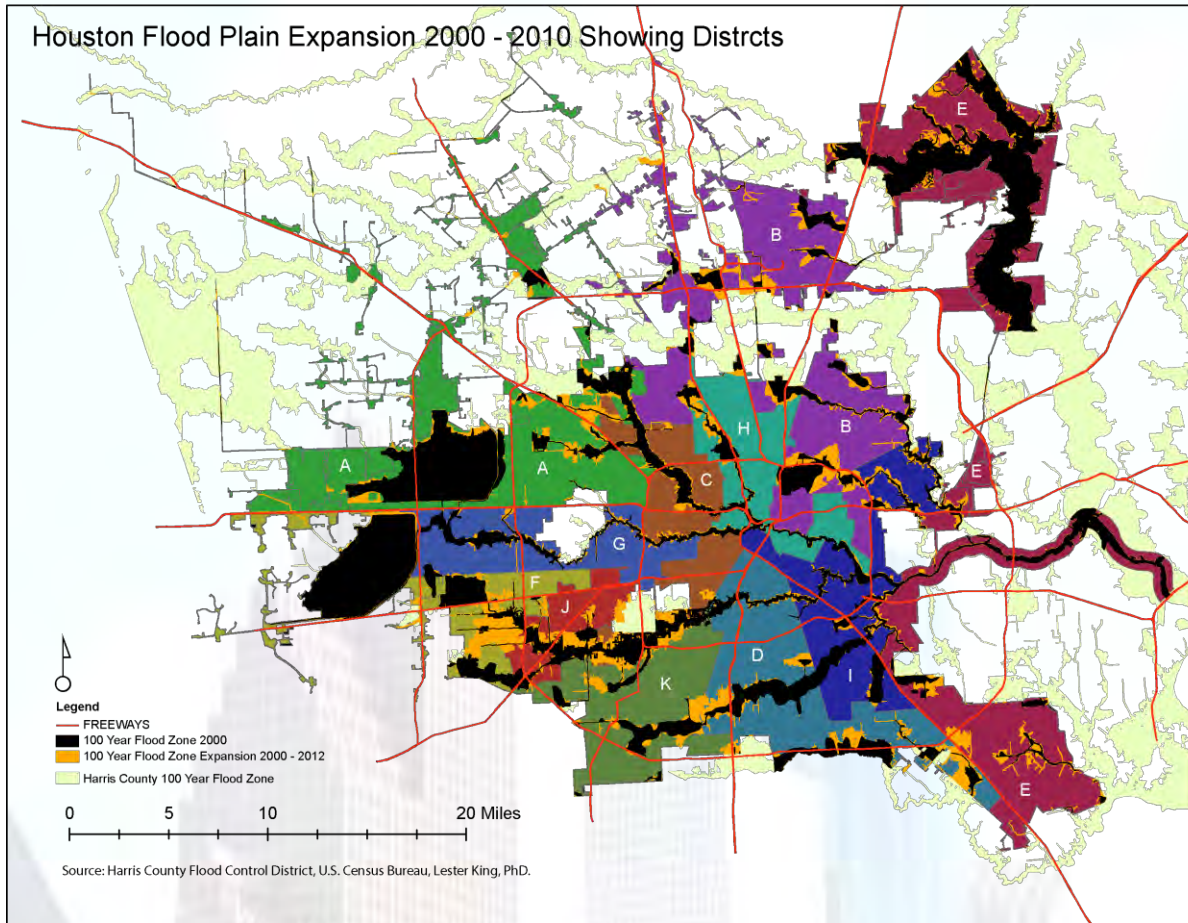 Houston Flood Plain Expansion 2000 - 2010 Showing Distrcts
E
B
H
B
A
A
C
E
G
F
J
D
K
I
E
Legend
FREEWAYS
100 Year Flood Zone 2000
100 Year Flood Zone Expansion 2000 - 2012
Harris County 100 Year Flood Zone
0 5 10 20 Miles
Source: Harris County Flood Control District, U.S. Census Bureau, Lester King, PhD.